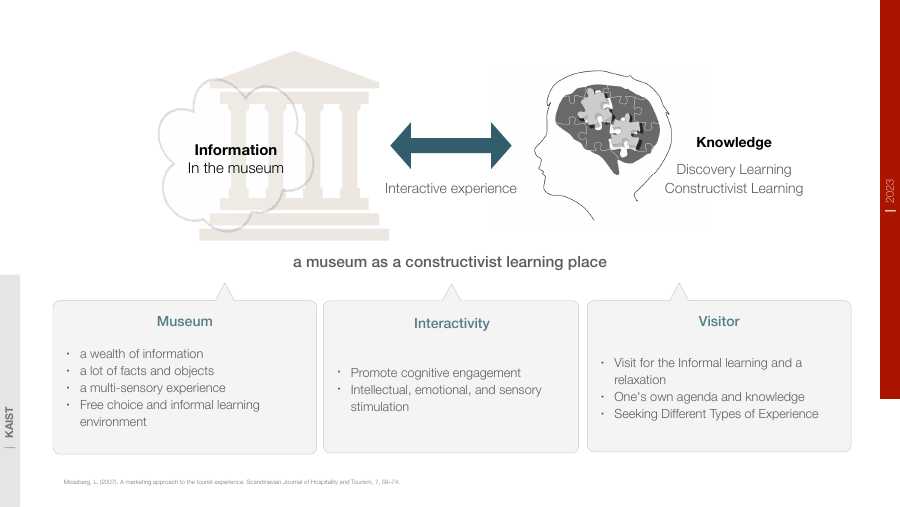 Information
In the museum
Interactive experience
Knowledge
Discovery Learning
Constructivist Learning
| 2023
a museum as a constructivist learning place
Museum
· a wealth of information
· a lot of facts and objects
· a multi-sensory experience
· Free choice and informal learning
environment
Interactivity
· Promote cognitive engagement
· Intellectual, emotional, and sensory
stimulation
Visitor
· Visit for the Informal learning and a
relaxation
· One's own agenda and knowledge
· Seeking Different Types of Experience
| KAIST
Mossberg, L. (2007). A marketing approach to the tourist experience. Scandinavian Journal of Hospitality and Tourism, 7, 59–74.